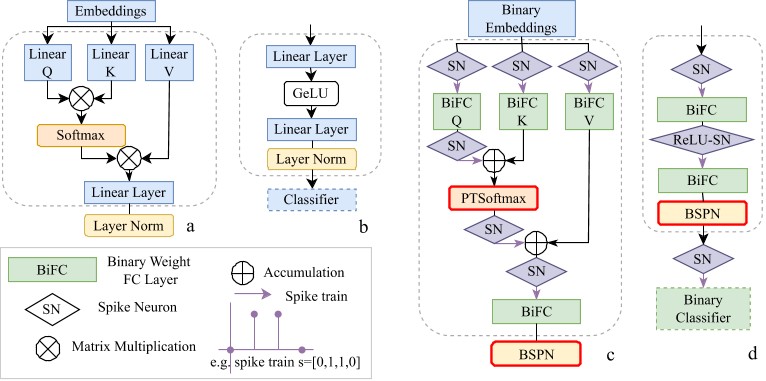 Embeddings
Linear
Q
Linear
K
Linear
V
Softmax
Linear Layer
Layer Norm
a
Linear Layer
GeLU
Linear Layer
Layer Norm
Classifier
b
Binary
Embeddings
SN
SN
SN
BiFC
Q
BiFC
K
BiFC
V
SN
PTSoftmax
SN
SN
BiFC
BSPN
c
SN
BiFC
ReLU-SN
BiFC
BSPN
SN
Binary
Classifier
d
BiFC
Binary Weight
FC Layer
SN
Spike Neuron
Matrix Multiplication
Accumulation
Spike train
e.g. spike train s=[0,1,1,0]